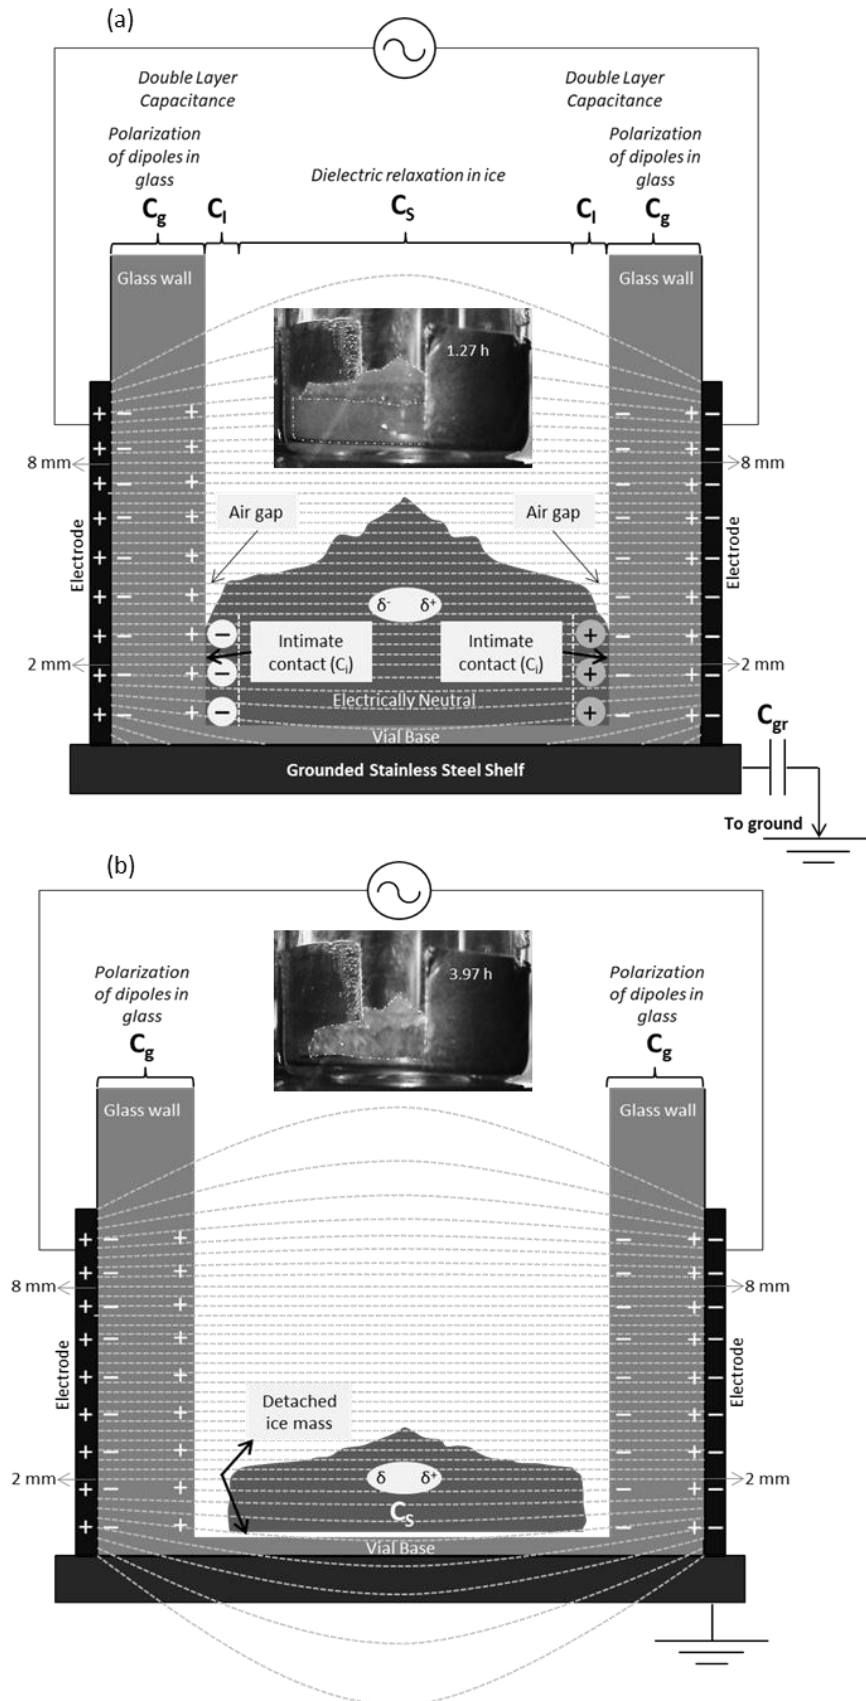 (a)
Double Layer
Capacitance
Double Layer
Capacitance
Polarization
of dipoles in
glass
Dielectric relaxation in ice
Polarization
of dipoles in
glass
Cg CI CS CI Cg
Glass wall
Glass wall
1.27 h
8 mm
8 mm
Air gap
Air gap
Electrode
Electrode
δ- δ+
Intimate
contact (Ci)
Intimate
contact (Ci)
2 mm
2 mm
Electrically Neutral
Vial Base
Cgr
Grounded Stainless Steel Shelf
To ground
(b)
3.97 h
Polarization
of dipoles in
glass
Cg
Polarization
of dipoles in
glass
Cg
Glass wall
Glass wall
8 mm
8 mm
Electrode
Electrode
Detached
ice mass
δ δ+
2 mm
2 mm
CS
Vial Base